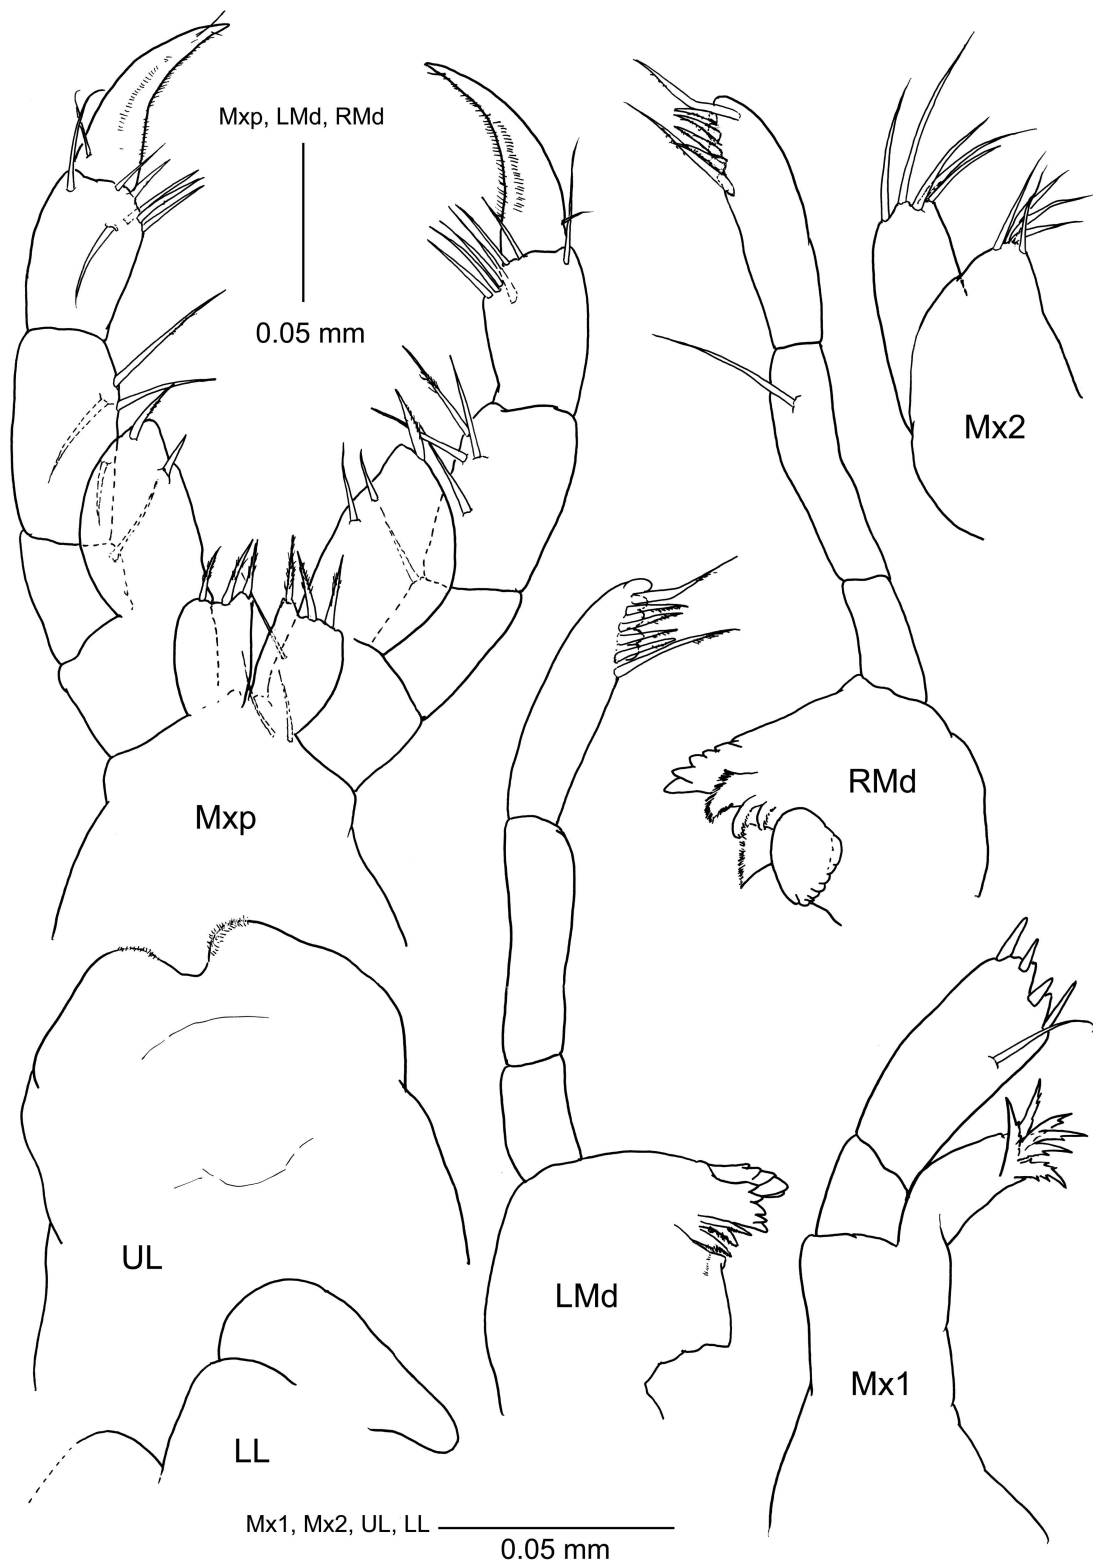 Mxp, LMd, RMd
0.05 mm
Mx2
RMd
Mxp
UL
LMd
Mx1
LL
Mx1, Mx2, UL, LL
0.05 mm